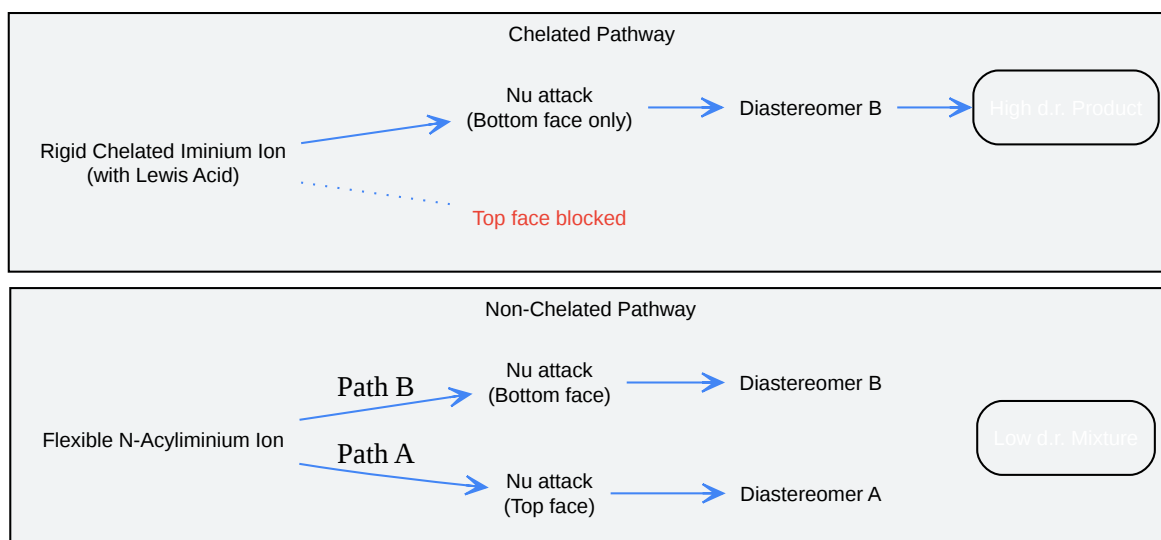 Chelated Pathway
Nu attack
(Bottom face only)
Diastereomer B
High d.r. Product
Rigid Chelated Iminium Ion
(with Lewis Acid)
Top face blocked
Non-Chelated Pathway
Path B
Nu attack
(Bottom face)
Diastereomer B
Flexible N-Acyliminium Ion
Low d.r. Mixture
Path A
Nu attack
(Top face)
Diastereomer A